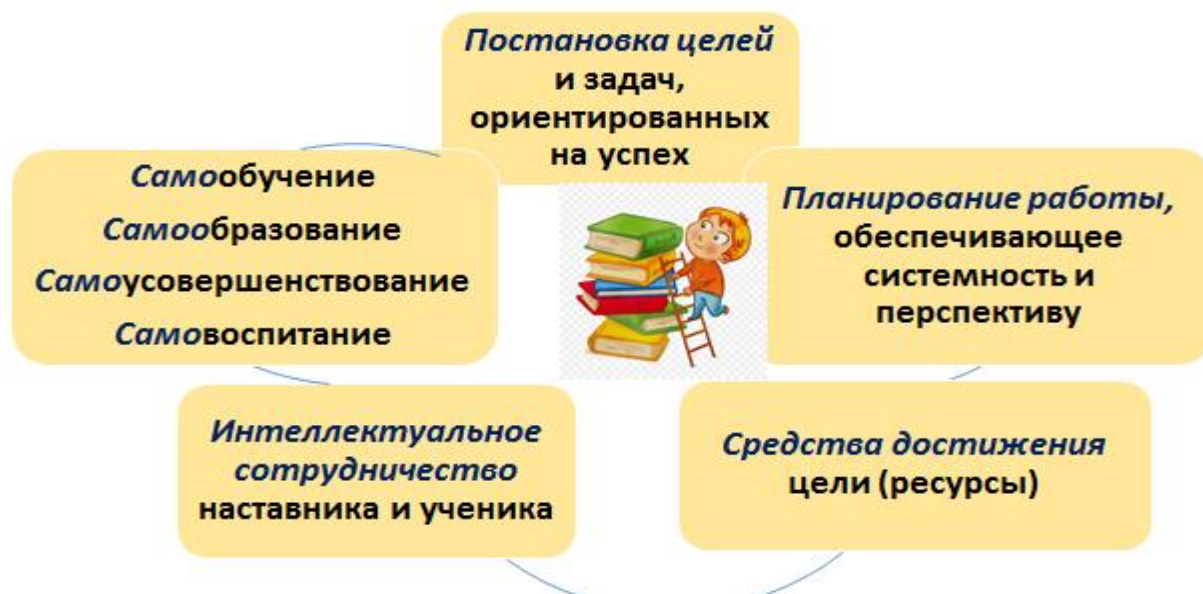 Постановка целей
и задач,
ориентированных
на успех
Самообучение
Самообразование
Самоусовершенствование
Самовоспитание
Планирование работы,
обеспечивающее
системность и
перспективу
Интеллектуальное
сотрудничество
наставника и ученика
Средства достижения
цели (ресурсы)